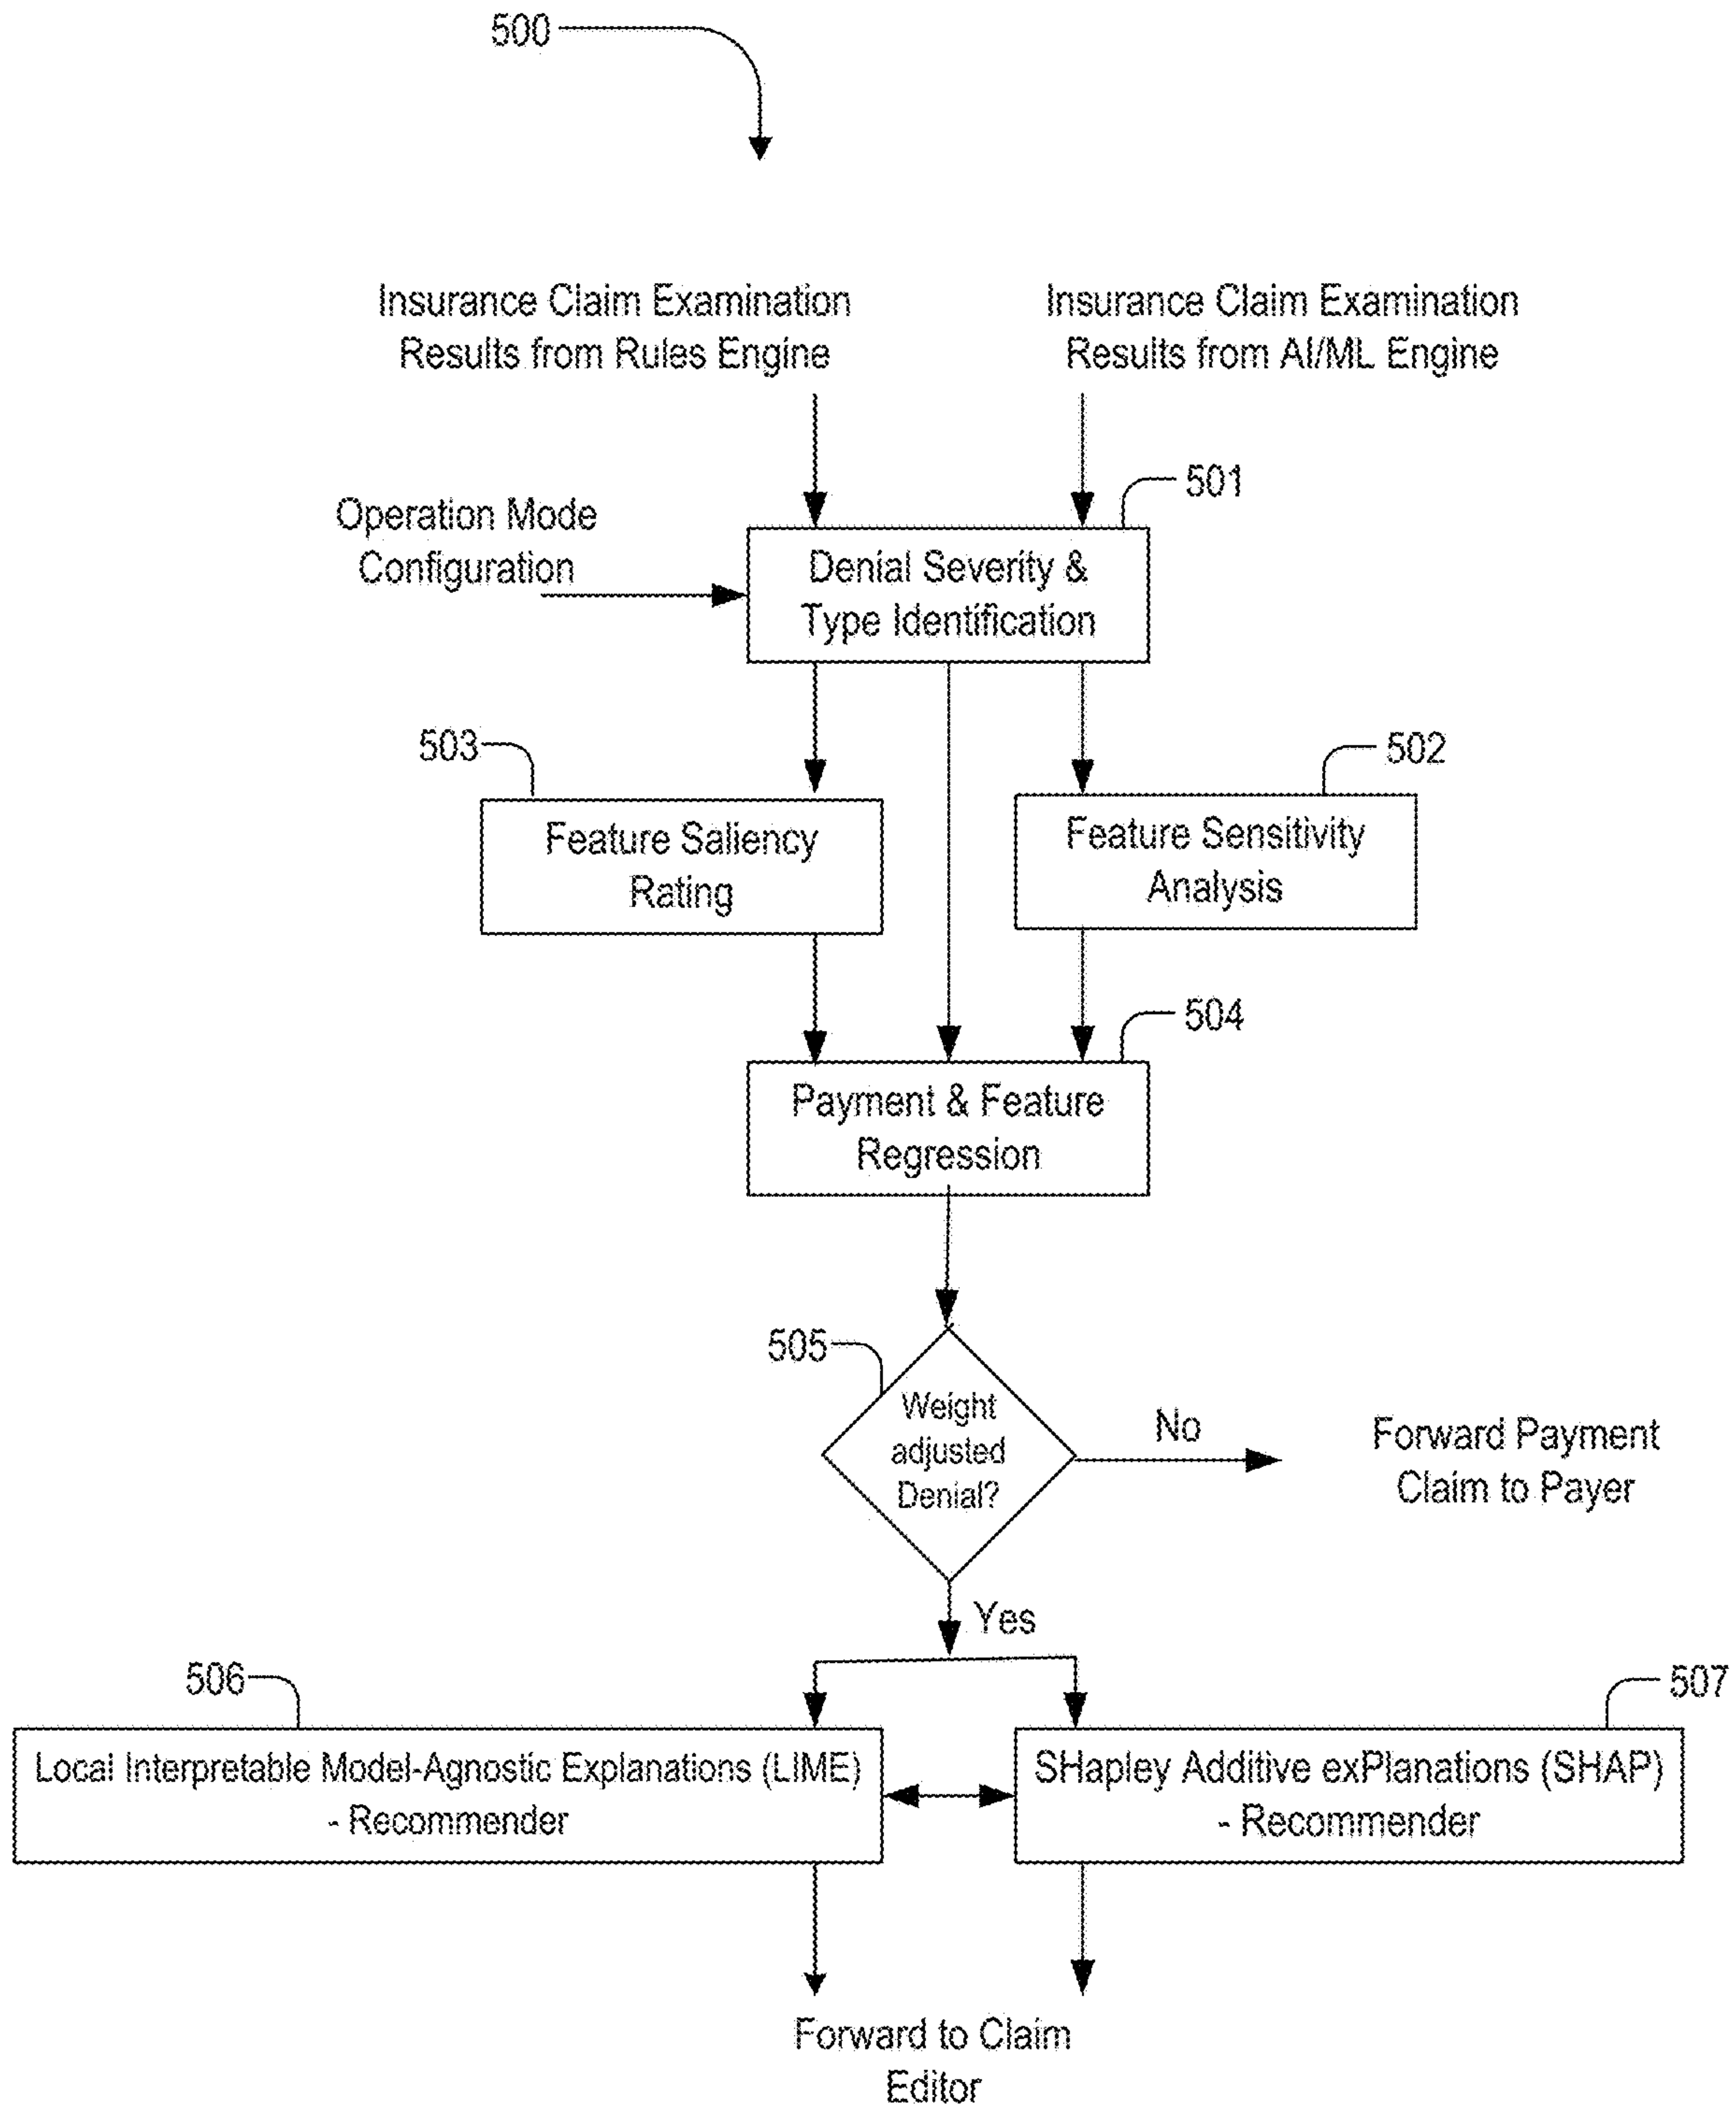 500
Insurance Claim Examination
Results from Rules Engine
Insurance Claim Examination
Results from AI/ML Engine
501
Operation Mode
Configuration
Denial Severity &
Type Identification
503
502
Feature Saliency
Rating
Feature Sensitivity
Analysis
504
Payment & Feature
Regression
505
Weight
adjusted
Denial?
No
Forward Payment
Claim to Payer
Yes
506
507
Local Interpretable Model-Agnostic Explanations (LIME)
- Recommender
SHapley Additive exPlanations (SHAP)
- Recommender
Forward to Claim
Editor